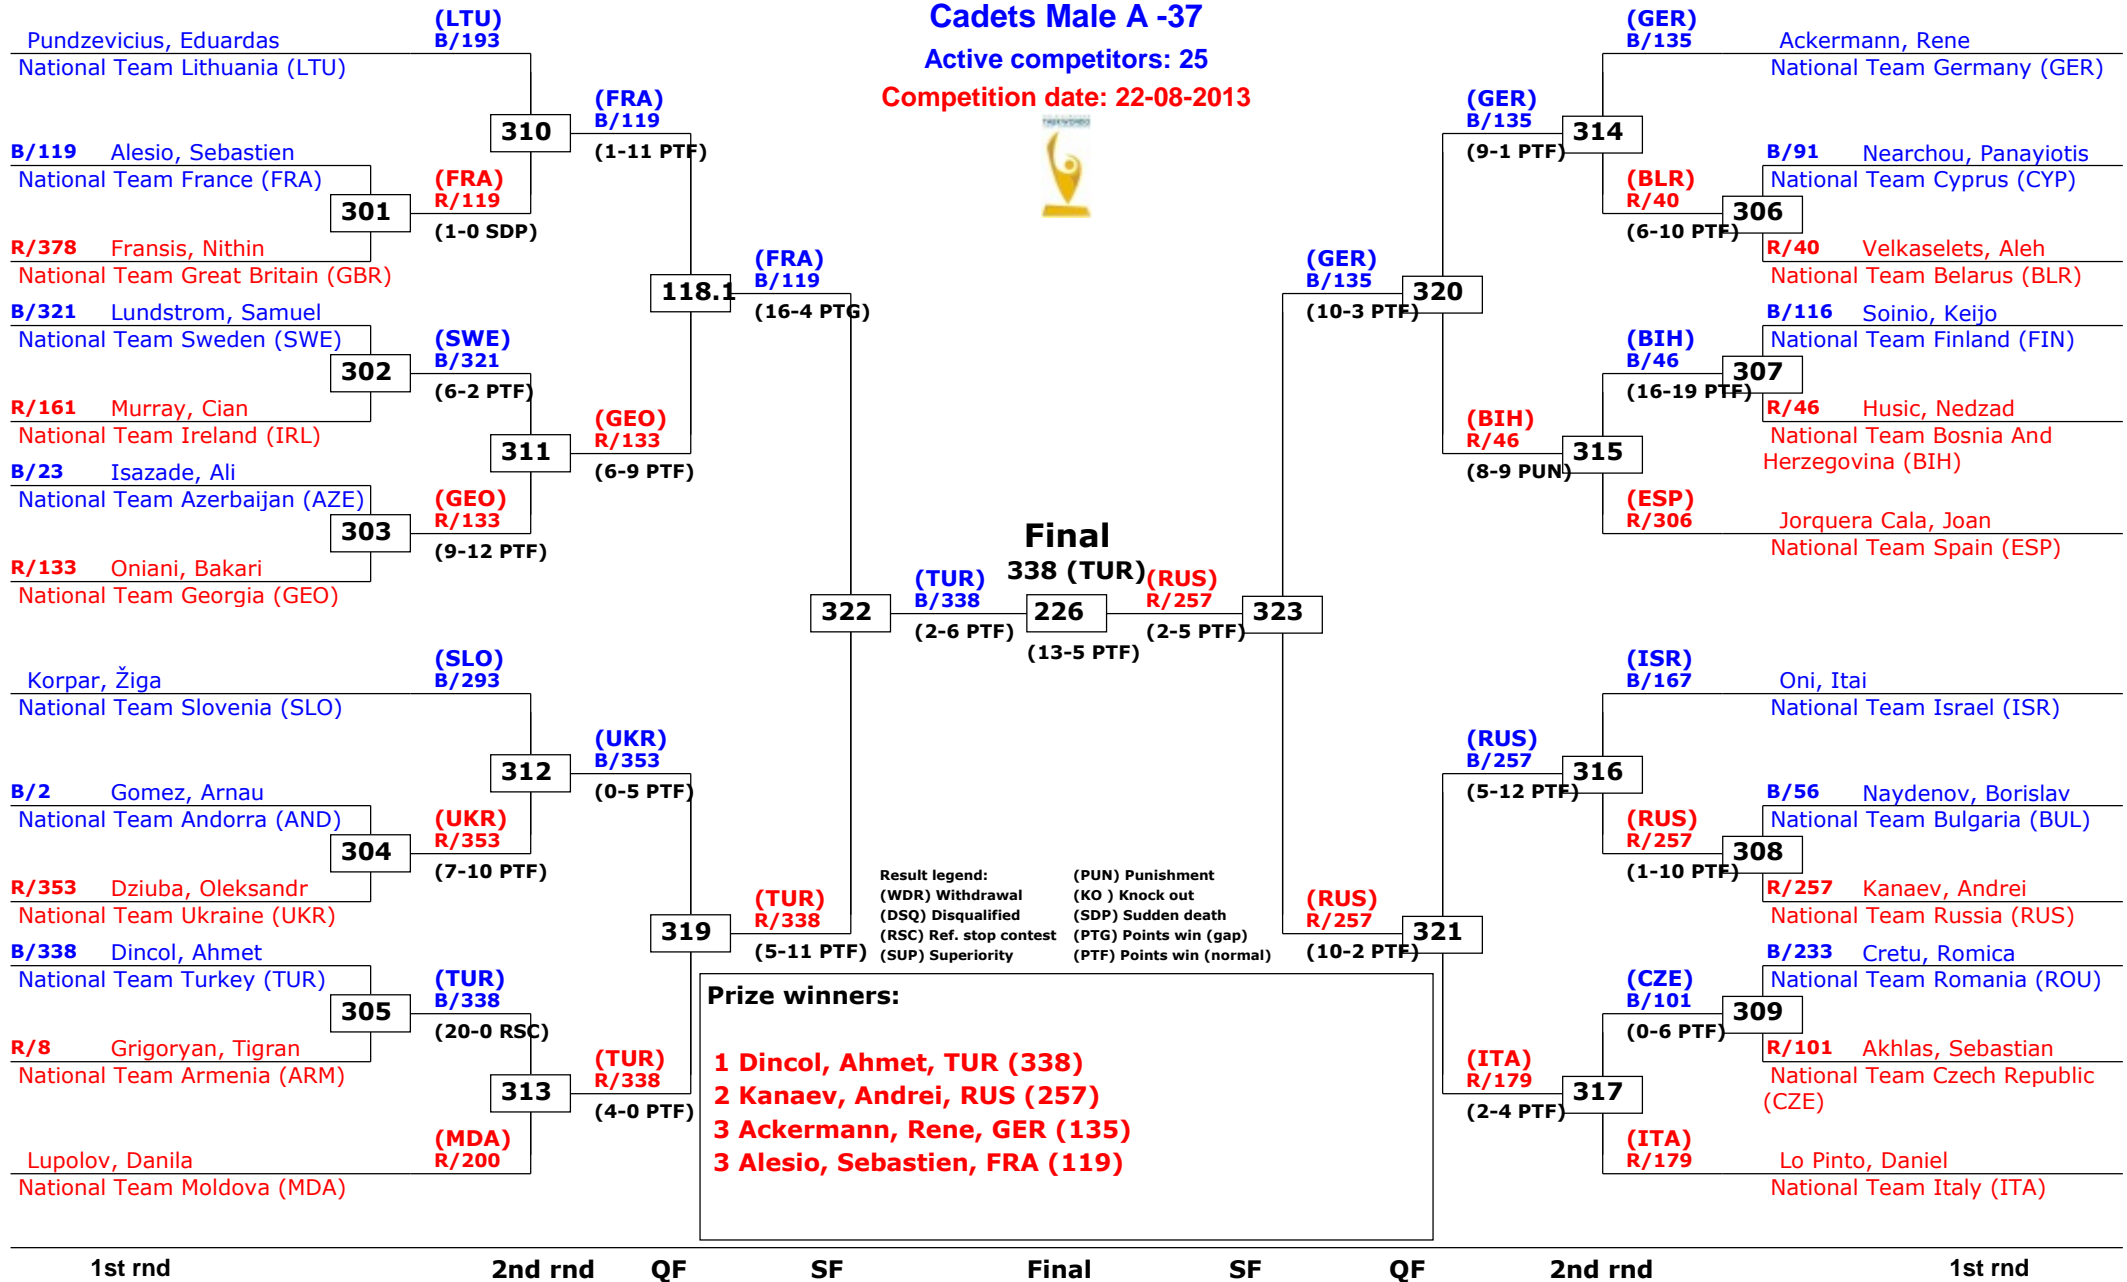 Cadets Male A -37
Active competitors: 25
Competition date: 22-08-2013
TAEKWONDO
Pundzevicius, Eduardas
National Team Lithuania (LTU)
(LTU)
B/193
B/119 Alesio, Sebastien
National Team France (FRA)
301
R/378 Fransis, Nithin
National Team Great Britain (GBR)
(FRA)
R/119
(1-0 SDP)
310
(FRA)
B/119
(1-11 PTF)
B/321 Lundstrom, Samuel
National Team Sweden (SWE)
302
R/161 Murray, Cian
National Team Ireland (IRL)
(SWE)
B/321
(6-2 PTF)
B/23 Isazade, Ali
National Team Azerbaijan (AZE)
303
R/133 Oniani, Bakari
National Team Georgia (GEO)
(GEO)
R/133
(9-12 PTF)
311
(GEO)
R/133
(6-9 PTF)
118.1
(FRA)
B/119
(16-4 PTG)
Korpar, Žiga
National Team Slovenia (SLO)
(SLO)
B/293
B/2 Gomez, Arnau
National Team Andorra (AND)
304
R/353 Dziuba, Oleksandr
National Team Ukraine (UKR)
(UKR)
R/353
(7-10 PTF)
312
(UKR)
B/353
(0-5 PTF)
B/338 Dincol, Ahmet
National Team Turkey (TUR)
305
R/8 Grigoryan, Tigran
National Team Armenia (ARM)
(TUR)
B/338
(20-0 RSC)
313
(TUR)
R/338
(4-0 PTF)
Lupolov, Danila
National Team Moldova (MDA)
(MDA)
R/200
319
(TUR)
R/338
(5-11 PTF)
322
(TUR)
B/338
(2-6 PTF)
Final
338 (TUR)
226
(13-5 PTF)
(RUS)
R/257
(2-5 PTF)
323
(GER)
B/135
(10-3 PTF)
320
(GER)
B/135
(9-1 PTF)
314
(GER)
B/135
Ackermann, Rene
National Team Germany (GER)
B/91 Nearchou, Panayiotis
National Team Cyprus (CYP)
306
R/40 Velkaselets, Aleh
National Team Belarus (BLR)
(BLR)
R/40
(6-10 PTF)
B/116 Soinio, Keijo
National Team Finland (FIN)
307
R/46 Husic, Nedzad
National Team Bosnia And
Herzegovina (BIH)
(BIH)
B/46
(16-19 PTF)
(BIH)
R/46
(8-9 PUN)
315
(ESP)
R/306
Jorquera Cala, Joan
National Team Spain (ESP)
(ISR)
B/167
Oni, Itai
National Team Israel (ISR)
(RUS)
B/257
(5-12 PTF)
316
B/56 Naydenov, Borislav
National Team Bulgaria (BUL)
308
R/257 Kanaev, Andrei
National Team Russia (RUS)
(RUS)
R/257
(1-10 PTF)
(RUS)
R/257
(10-2 PTF)
321
B/233 Cretu, Romica
National Team Romania (ROU)
309
R/101 Akhlas, Sebastian
National Team Czech Republic
(CZE)
(CZE)
B/101
(0-6 PTF)
(ITA)
R/179
(2-4 PTF)
317
(ITA)
R/179
Lo Pinto, Daniel
National Team Italy (ITA)
Result legend:
(WDR) Withdrawal
(DSQ) Disqualified
(RSC) Ref. stop contest
(SUP) Superiority
(PUN) Punishment
(KO ) Knock out
(SDP) Sudden death
(PTG) Points win (gap)
(PTF) Points win (normal)
Prize winners:
1 Dincol, Ahmet, TUR (338)
2 Kanaev, Andrei, RUS (257)
3 Ackermann, Rene, GER (135)
3 Alesio, Sebastien, FRA (119)
1st rnd 2nd rnd QF SF Final SF QF 2nd rnd 1st rnd